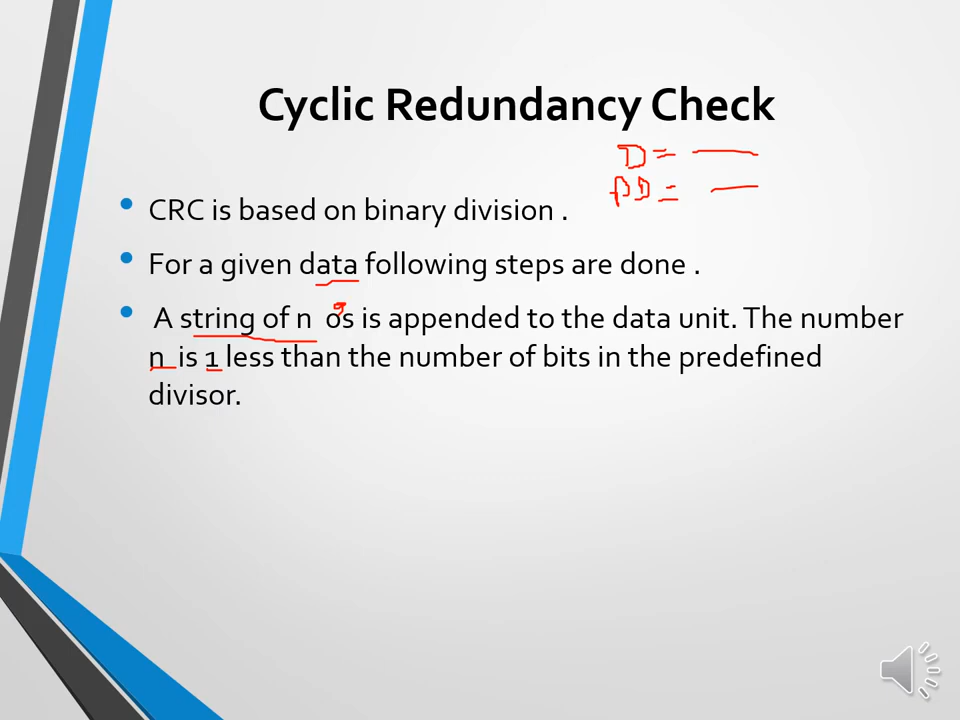 Cyclic Redundancy Check
D =
PD =
CRC is based on binary division .
For a given data following steps are done .
A string of n 0s is appended to the data unit. The number
n is 1 less than the number of bits in the predefined
divisor.